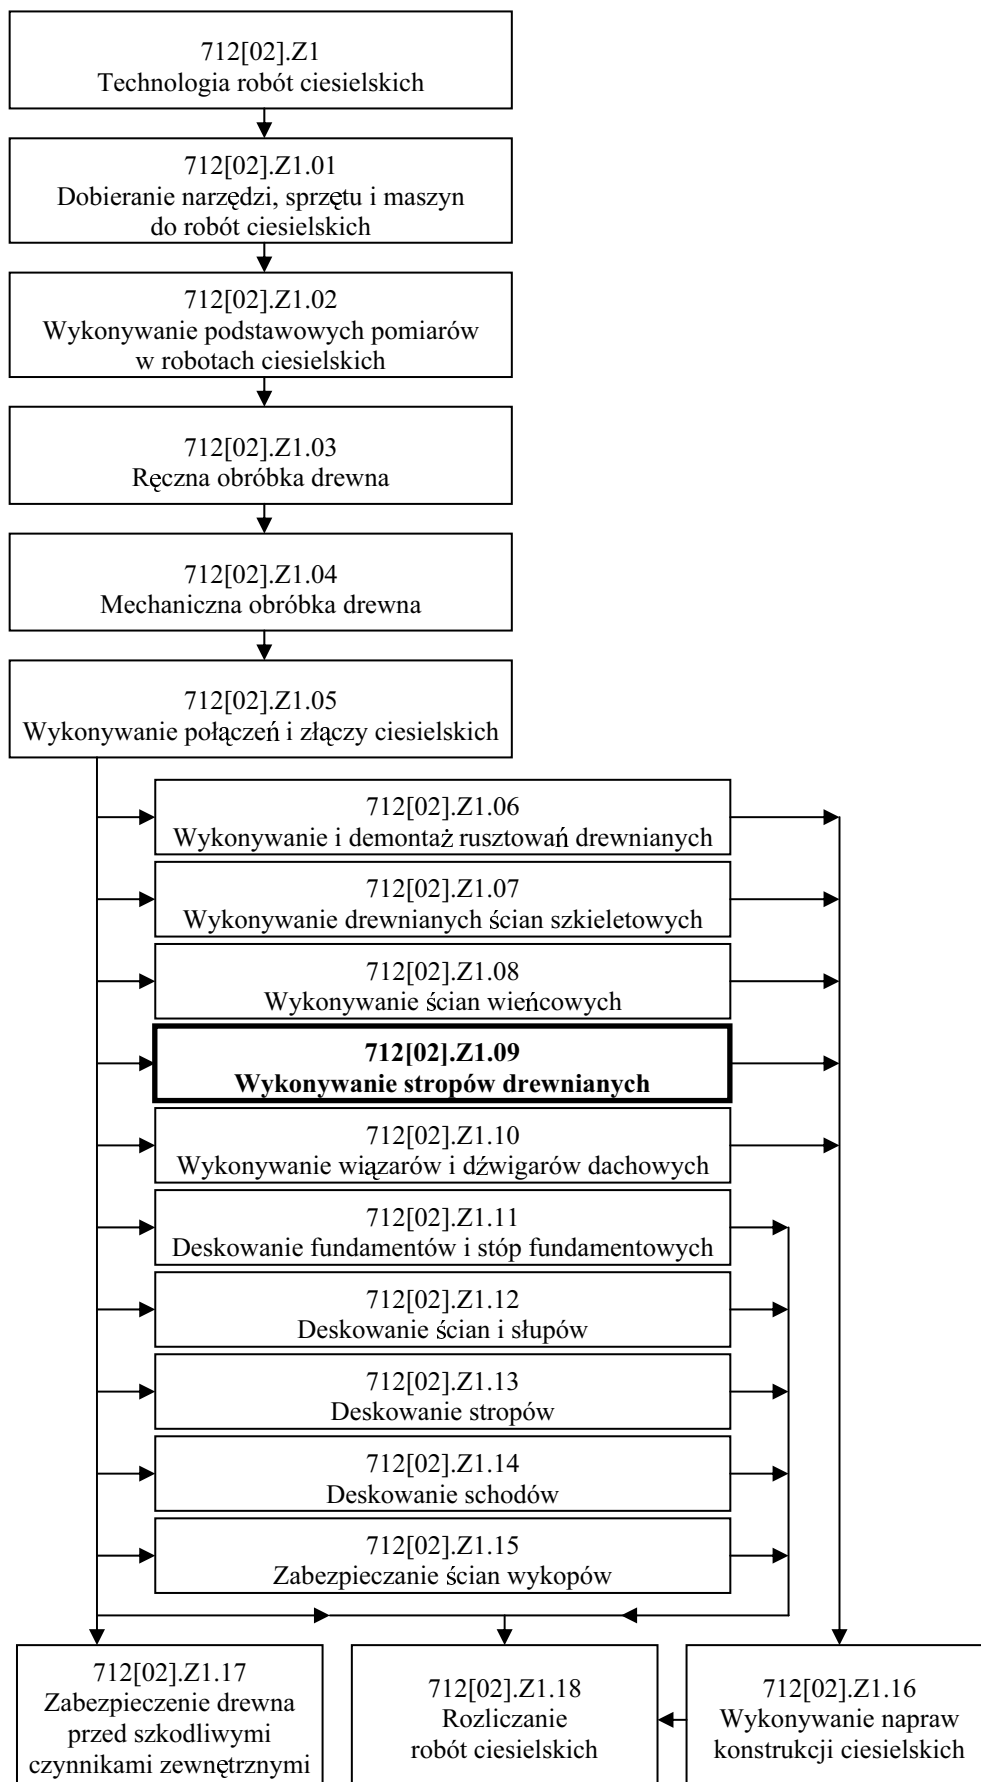 712[02].Z1
Technologia robót ciesielskich
712[02].Z1.01
Dobieranie narzędzi, sprzętu i maszyn
do robót ciesielskich
712[02].Z1.02
Wykonywanie podstawowych pomiarów
w robotach ciesielskich
712[02].Z1.03
Ręczna obróbka drewna
712[02].Z1.04
Mechaniczna obróbka drewna
712[02].Z1.05
Wykonywanie połączeń i złączy ciesielskich
712[02].Z1.06
Wykonywanie i demontaż rusztowań drewnianych
712[02].Z1.07
Wykonywanie drewnianych ścian szkieletowych
712[02].Z1.08
Wykonywanie ścian wieńcowych
712[02].Z1.09
Wykonywanie stropów drewnianych
712[02].Z1.10
Wykonywanie wiązarów i dźwigarów dachowych
712[02].Z1.11
Deskowanie fundamentów i stóp fundamentowych
712[02].Z1.12
Deskowanie ścian i słupów
712[02].Z1.13
Deskowanie stropów
712[02].Z1.14
Deskowanie schodów
712[02].Z1.15
Zabezpieczanie ścian wykopów
712[02].Z1.17
Zabezpieczenie drewna
przed szkodliwymi
czynnikami zewnętrznymi
712[02].Z1.18
Rozliczanie
robót ciesielskich
712[02].Z1.16
Wykonywanie napraw
konstrukcji ciesielskich